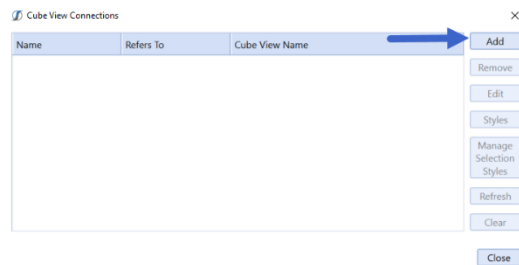 Cube View Connections
Name Refers To Cube View Name
Add
Remove
Edit
Styles
Manage
Selection
Styles
Refresh
Clear
Close